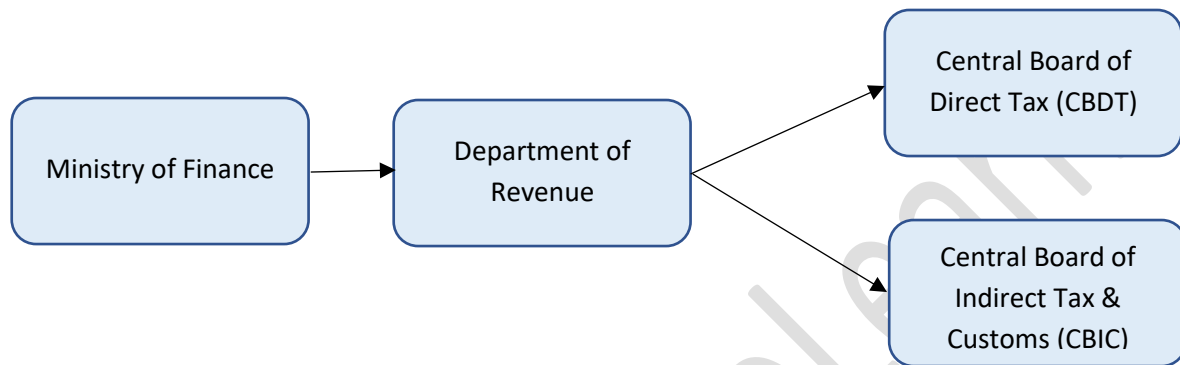 Ministry of Finance
Department of
Revenue
Central Board of
Direct Tax (CBDT)
Central Board of
Indirect Tax &
Customs (CBIC)